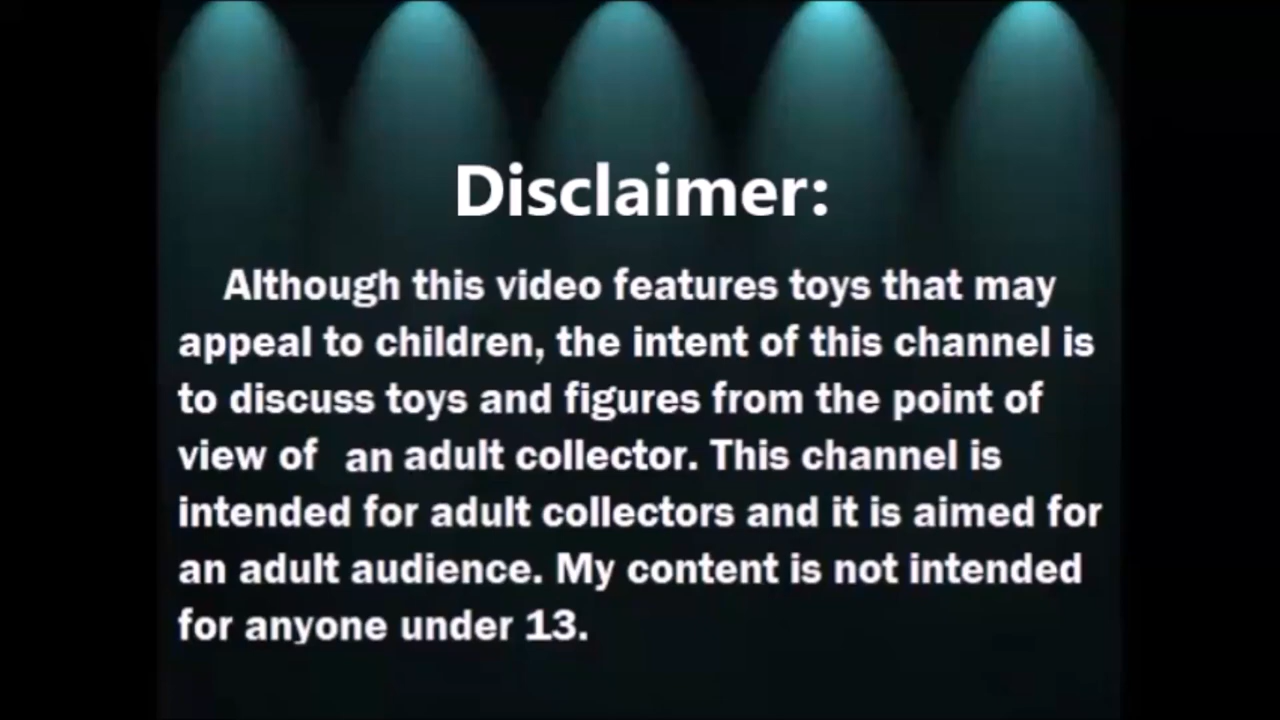 Disclaimer:
Although this video features toys that may
appeal to children, the intent of this channel is
to discuss toys and figures from the point of
view of an adult collector. This channel is
intended for adult collectors and it is aimed for
an adult audience. My content is not intended
for anyone under 13.